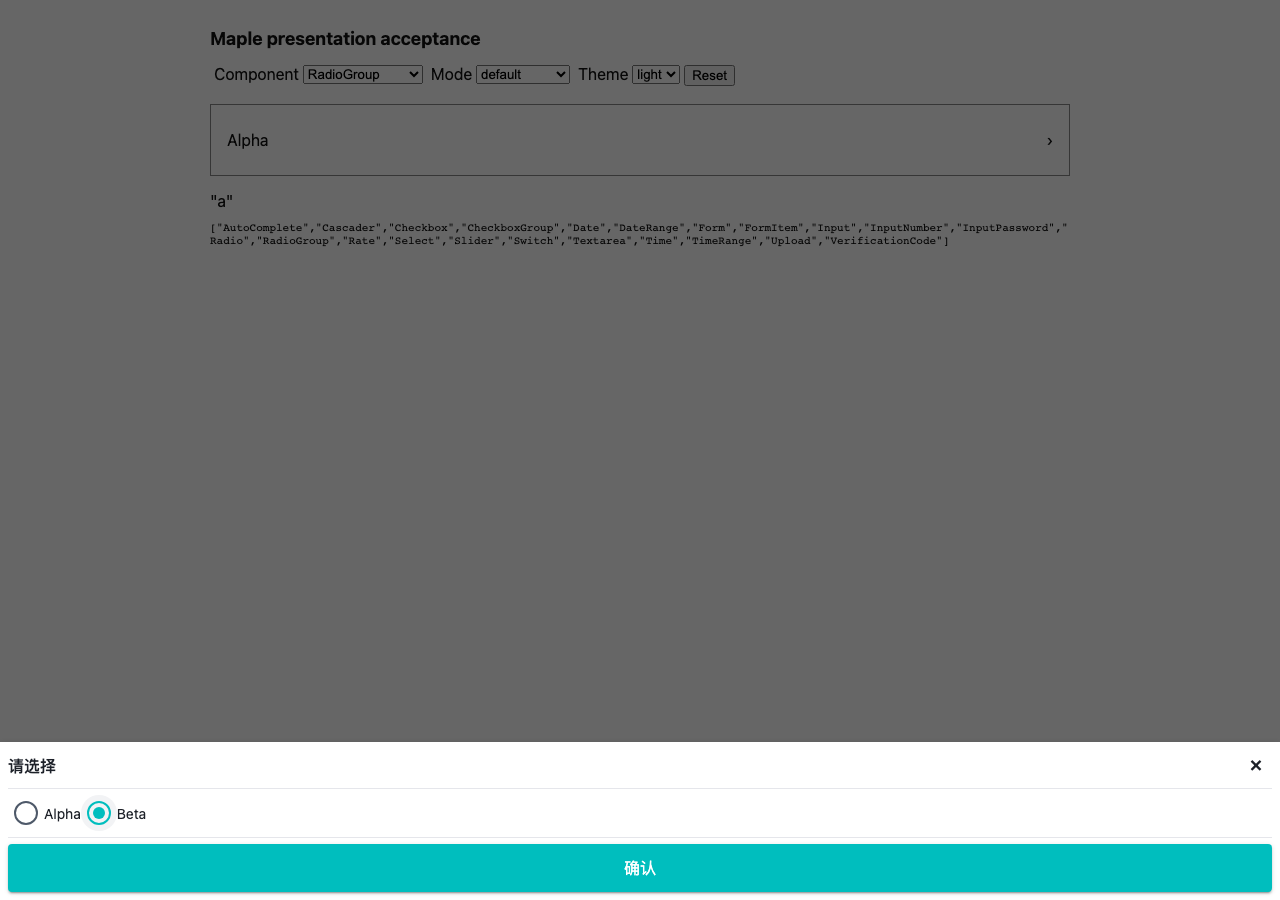 Maple presentation acceptance
Component RadioGroup Mode default Theme light Reset
Alpha ›
"a"
["AutoComplete","Cascader","Checkbox","CheckboxGroup","Date","DateRange","Form","FormItem","Input","InputNumber","InputPassword","
Radio","RadioGroup","Rate","Select","Slider","Switch","Textarea","Time","TimeRange","Upload","VerificationCode"]
请选择 ×
Alpha Beta
确认